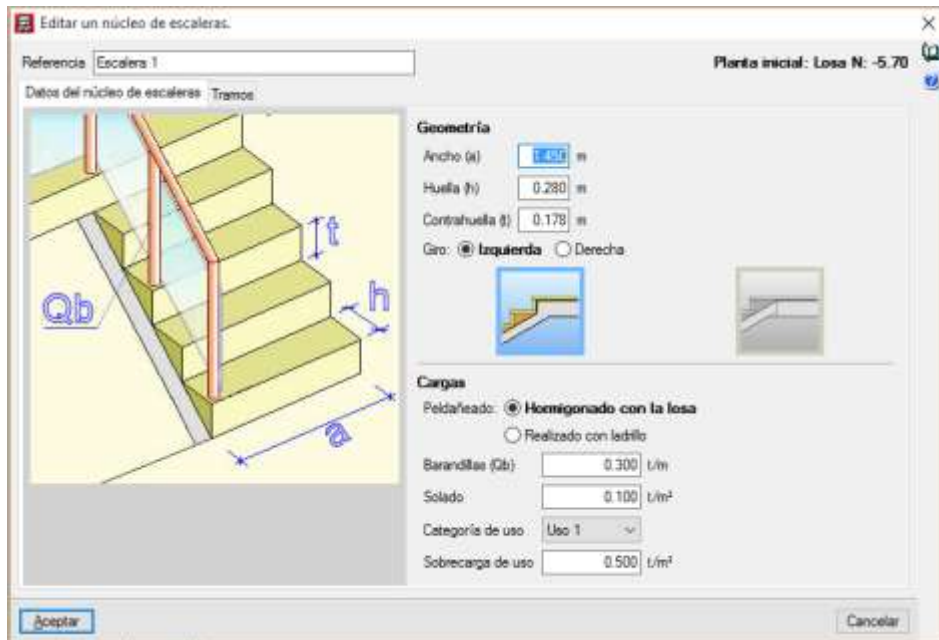 Editar un núcleo de escaleras.
Referencia Escalera 1
Planta inicial: Losa N: -5.70
Datos del núcleo de escaleras Tramos
t
h
Qb
a
Geometría
Ancho (a) 1.450 m
Huella (h) 0.280 m
Contrahuella (t) 0.178 m
Giro: Izquierda Derecha
Cargas
Peldañeado: Hormigonado con la losa
Realizado con ladrillo
Barandillas (Qb) 0.300 t/m
Solado 0.100 t/m²
Categoría de uso Uso 1
Sobrecarga de uso 0.500 t/m²
Aceptar Cancelar